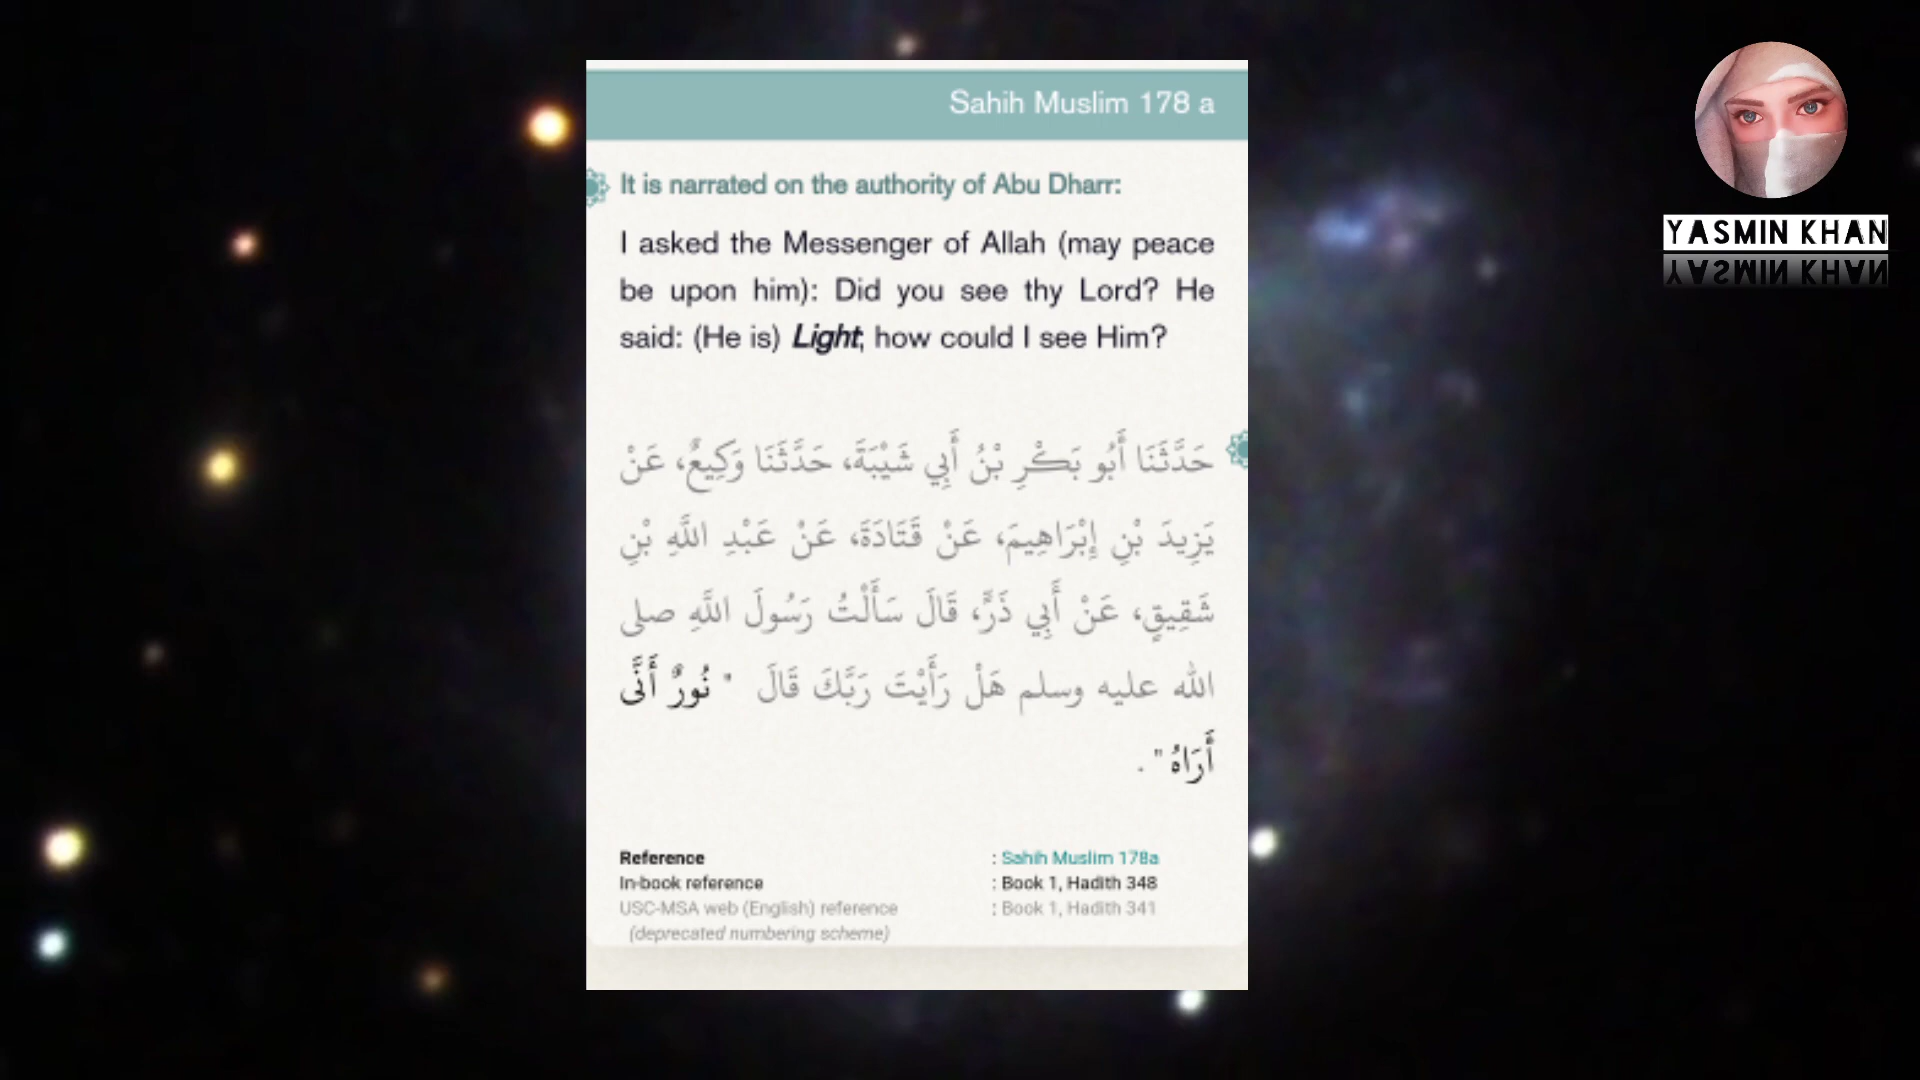 Sahih Muslim 178 a
It is narrated on the authority of Abu Dharr:
I asked the Messenger of Allah (may peace
be upon him): Did you see thy Lord? He
said: (He is) Light, how could I see Him?
حَدَّثَنَا أَبُو بَكْرِ بْنُ أَبِي شَيْبَةَ، حَدَّثَنَا وَكِيعٌ، عَنْ
يَزِيدَ بْنِ إِبْرَاهِيمَ، عَنْ قَتَادَةَ، عَنْ عَبْدِ اللَّهِ بْنِ
شَقِيقٍ، عَنْ أَبِي ذَرٍّ، قَالَ سَأَلْتُ رَسُولَ اللَّهِ صلى
الله عليه وسلم هَلْ رَأَيْتَ رَبَّكَ قَالَ ‏"‏ نُورٌ أَنَّى
أَرَاهُ ‏"‏ ‏.‏
Reference : Sahih Muslim 178a
In-book reference : Book 1, Hadith 348
USC-MSA web (English) reference : Book 1, Hadith 341
(deprecated numbering scheme)
YASMIN KHAN
YASMIN KHAN